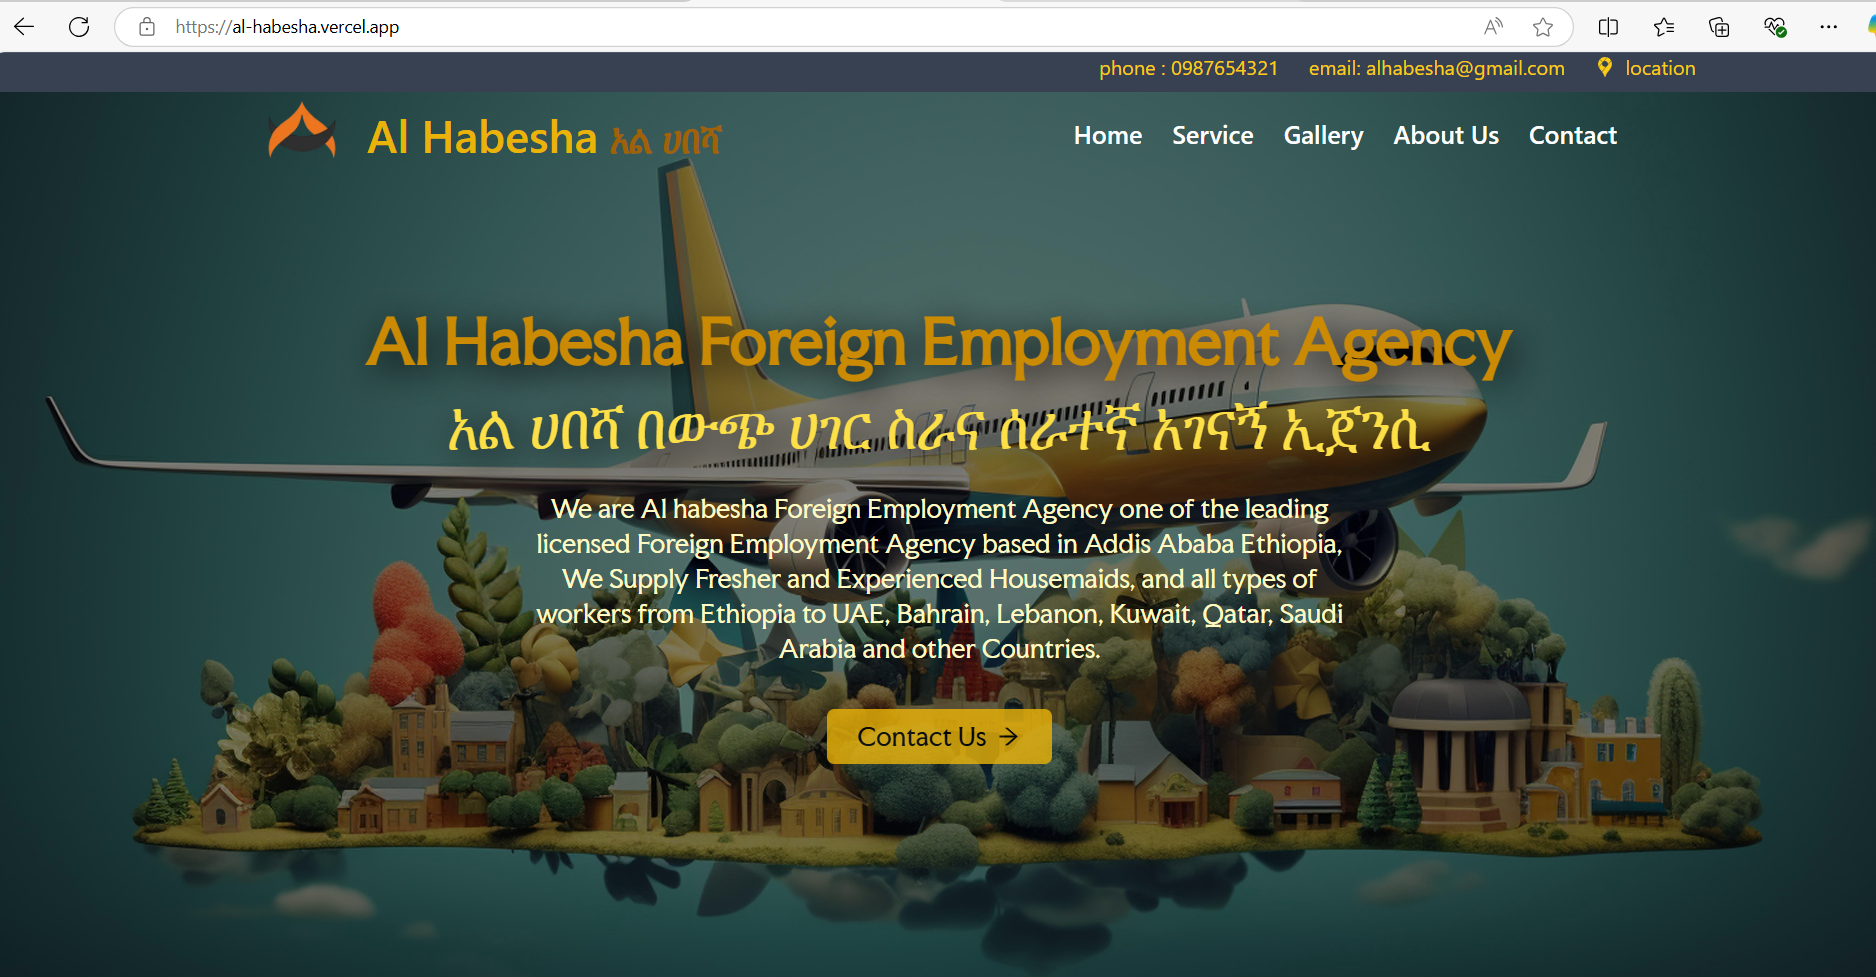 https://al-habesha.vercel.app
phone : 0987654321 email: alhabesha@gmail.com location
Al Habesha አል ሀበሻ
Home Service Gallery About Us Contact
Al Habesha Foreign Employment Agency
አል ሀበሻ በውጭ ሀገር ስራና ሰራተኛ አገናኝ ኢጀንሲ
We are Al habesha Foreign Employment Agency one of the leading
licensed Foreign Employment Agency based in Addis Ababa Ethiopia,
We Supply Fresher and Experienced Housemaids, and all types of
workers from Ethiopia to UAE, Bahrain, Lebanon, Kuwait, Qatar, Saudi
Arabia and other Countries.
Contact Us →